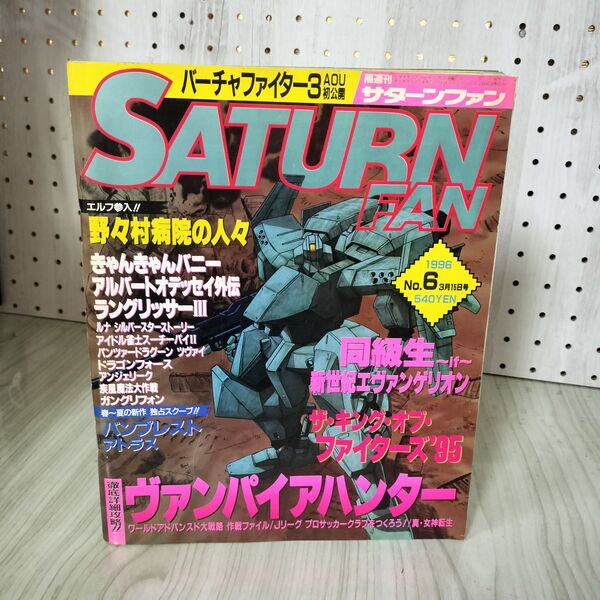 バーチャファイター3 AOU初公開
隔週刊
サターンファン
SATURN
FAN
エルフ参入!!
野々村病院の人々
きゃんきゃんバニー
アルバートオデッセイ外伝
ラングリッサーIII
ルナ シルバースターストーリー
アイドル雀士スーチーパイII
パンツァードラグーン ツヴァイ
ドラゴンフォース
アンジェリーク
疾風魔法大作戦
ガングリフォン
春〜夏の新作 独占スクープ!!
バンプレスト
アトラス
1996
No.6 3月15日号
540YEN
同級生〜if〜
新世紀エヴァンゲリオン
ザ・キング・オブ・
ファイターズ'95
徹底詳細攻略!!
ヴァンパイアハンター
ワールドアドバンスド大戦略 作戦ファイル/Jリーグ プロサッカークラブをつくろう!/真・女神転生